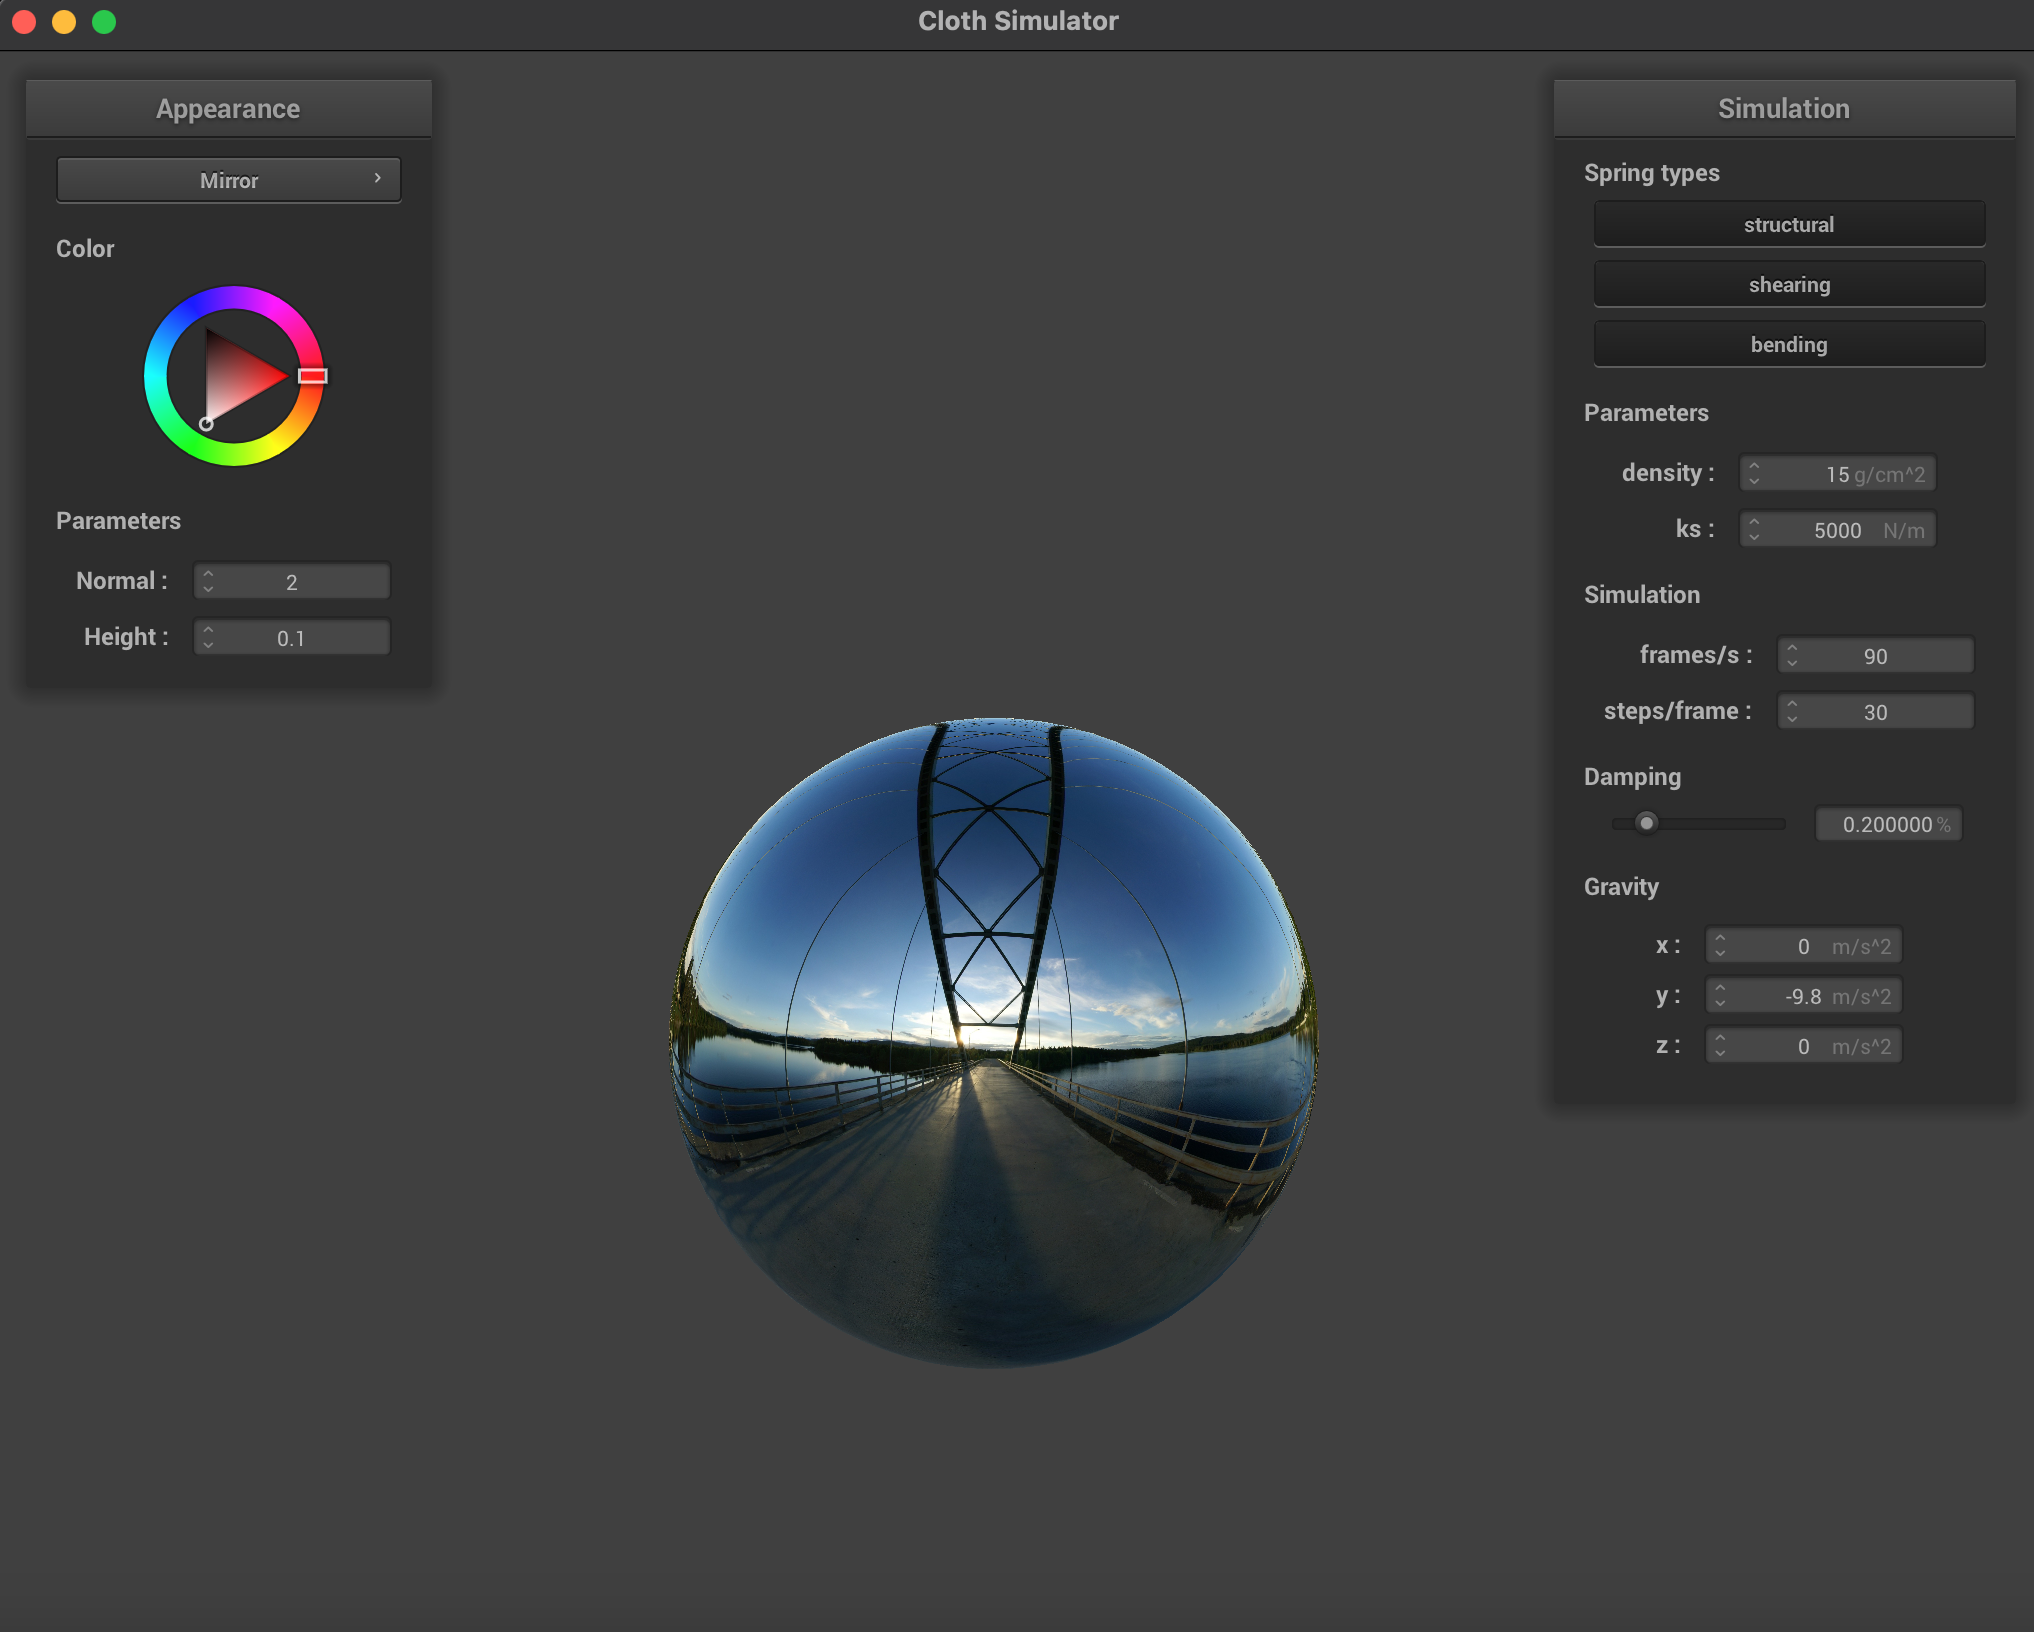 Cloth Simulator
Appearance
Mirror
Color
Parameters
Normal : 2
Height : 0.1
Simulation
Spring types
structural
shearing
bending
Parameters
density : 15 g/cm^2
ks : 5000 N/m
Simulation
frames/s : 90
steps/frame : 30
Damping
0.200000 %
Gravity
x : 0 m/s^2
y : -9.8 m/s^2
z : 0 m/s^2